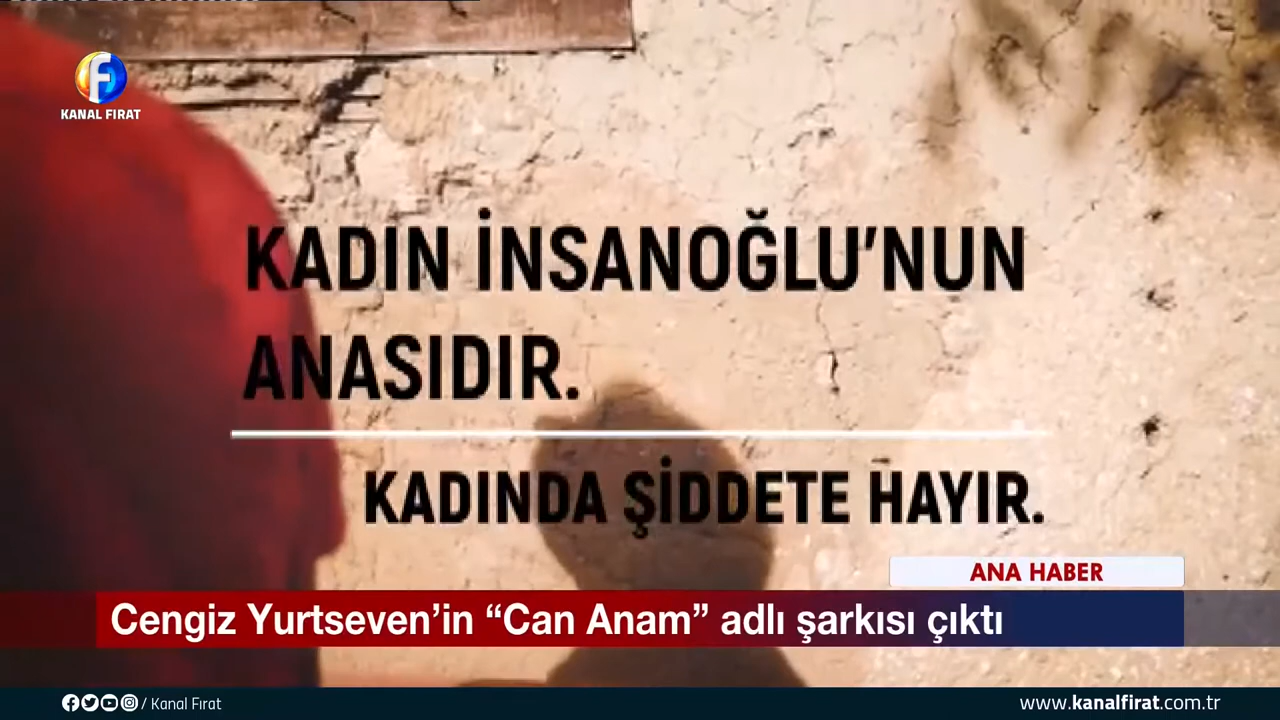 KANAL FIRAT
KADIN İNSANOĞLU'NUN
ANASIDIR.
KADINDA ŞİDDETE HAYIR.
ANA HABER
Cengiz Yurtseven'in “Can Anam” adlı şarkısı çıktı
/ Kanal Fırat
www.kanalfirat.com.tr